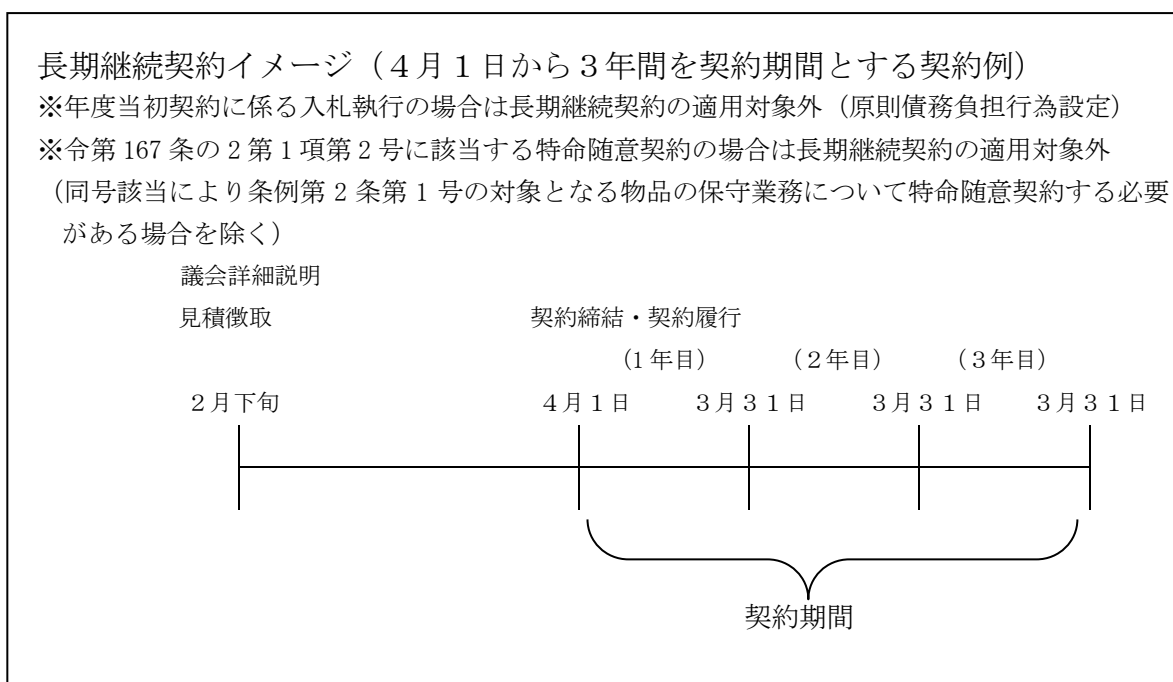 長期継続契約イメージ（４月１日から３年間を契約期間とする契約例）
※年度当初契約に係る入札執行の場合は長期継続契約の適用対象外（原則債務負担行為設定）
※令第 167 条の 2 第 1 項第 2 号に該当する特命随意契約の場合は長期継続契約の適用対象外
（同号該当により条例第 2 条第 1 号の対象となる物品の保守業務について特命随意契約する必要
がある場合を除く）
議会詳細説明
見積徴取 契約締結・契約履行
（1 年目） （２年目） （３年目）
２月下旬 ４月１日 ３月３１日 ３月３１日 ３月３１日
契約期間